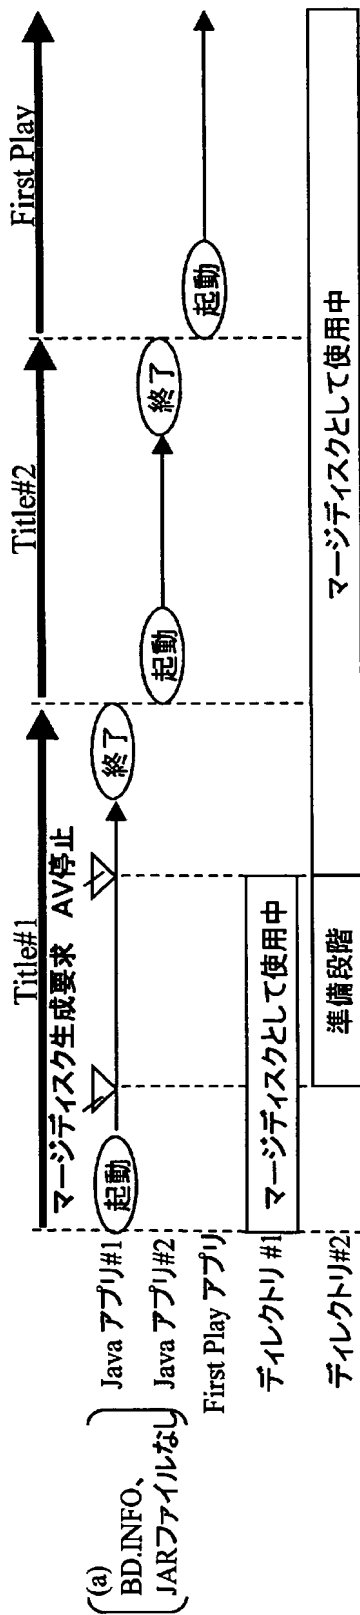 Title#1
Title#2
First Play
マージディスク生成要求 AV停止
(a)
BD.INFO、
JARファイルなし
Java アプリ#1
起動
終了
Java アプリ#2
起動
終了
First Play アプリ
起動
ディレクトリ #1
マージディスクとして使用中
ディレクトリ#2
準備段階
マージディスクとして使用中